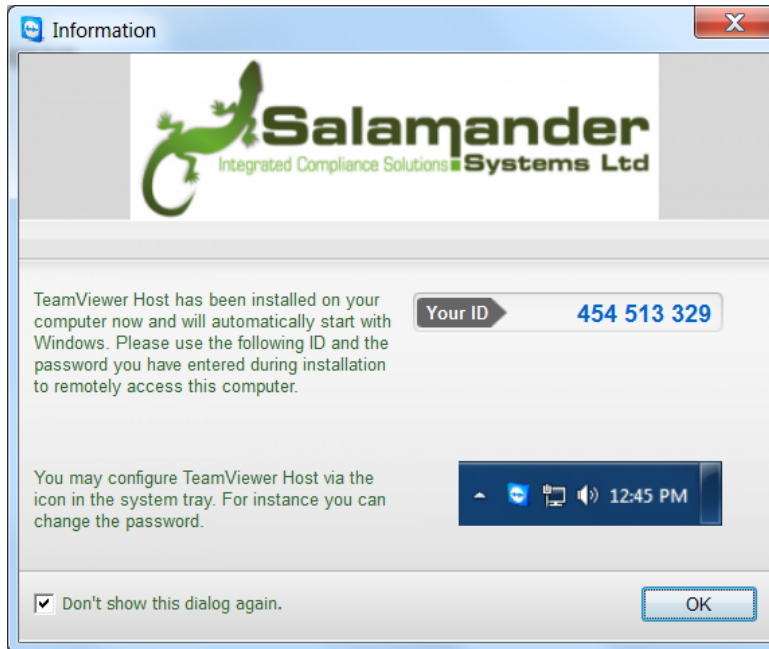 Information
Salamander
Integrated Compliance Solutions Systems Ltd
TeamViewer Host has been installed on your
computer now and will automatically start with
Windows. Please use the following ID and the
password you have entered during installation
to remotely access this computer.
Your ID 454 513 329
You may configure TeamViewer Host via the
icon in the system tray. For instance you can
change the password.
12:45 PM
Don't show this dialog again.
OK